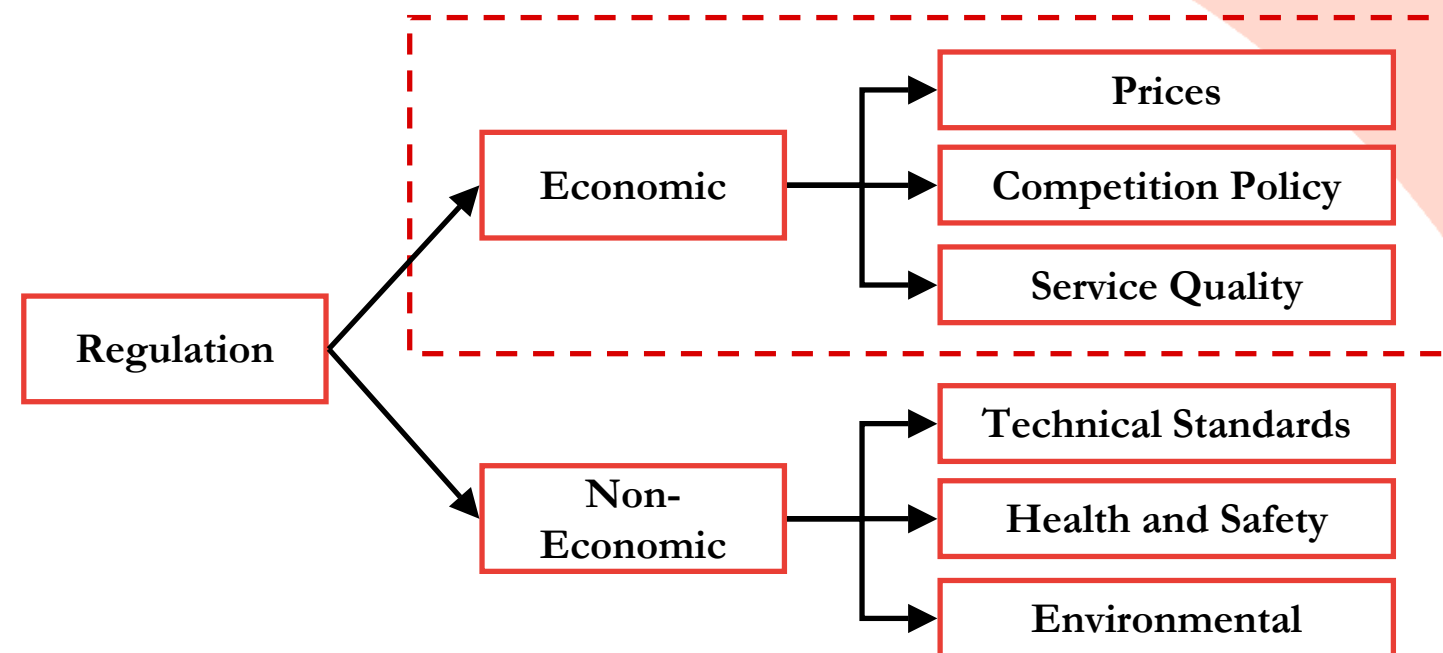 Prices
Economic
Competition Policy
Service Quality
Regulation
Technical Standards
Non-
Economic
Health and Safety
Environmental